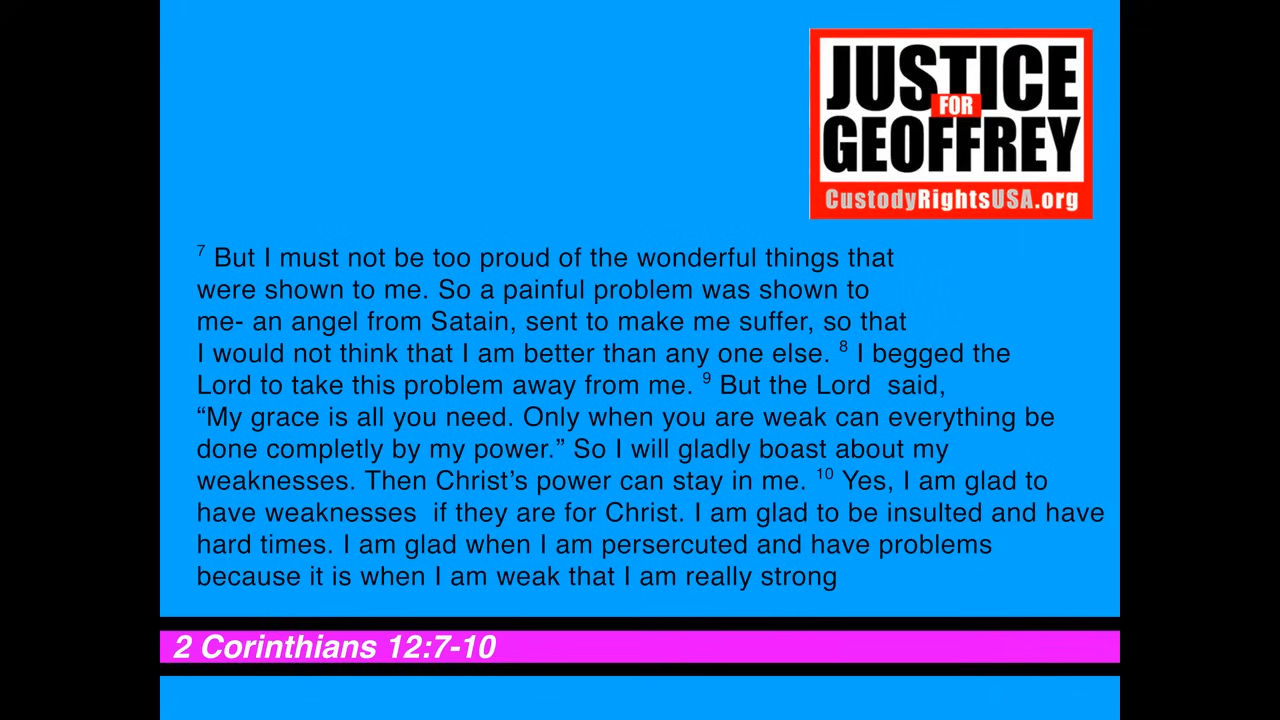 JUSTICE
FOR
GEOFFREY
CustodyRightsUSA.org
⁷ But I must not be too proud of the wonderful things that
were shown to me. So a painful problem was shown to
me- an angel from Satain, sent to make me suffer, so that
I would not think that I am better than any one else. ⁸ I begged the
Lord to take this problem away from me. ⁹ But the Lord  said,
“My grace is all you need. Only when you are weak can everything be
done completly by my power.” So I will gladly boast about my
weaknesses. Then Christ’s power can stay in me. ¹⁰ Yes, I am glad to
have weaknesses  if they are for Christ. I am glad to be insulted and have
hard times. I am glad when I am persercuted and have problems
because it is when I am weak that I am really strong
2 Corinthians 12:7-10